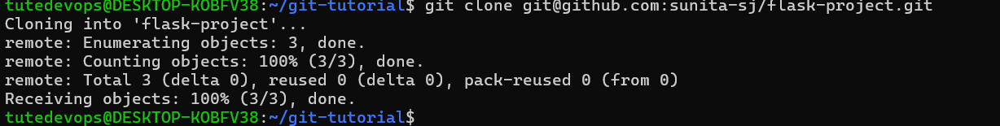 tutedevops@DESKTOP-KOBFV38:~/git-tutorial$ git clone git@github.com:sunita-sj/flask-project.git
Cloning into 'flask-project'...
remote: Enumerating objects: 3, done.
remote: Counting objects: 100% (3/3), done.
remote: Total 3 (delta 0), reused 0 (delta 0), pack-reused 0 (from 0)
Receiving objects: 100% (3/3), done.
tutedevops@DESKTOP-KOBFV38:~/git-tutorial$